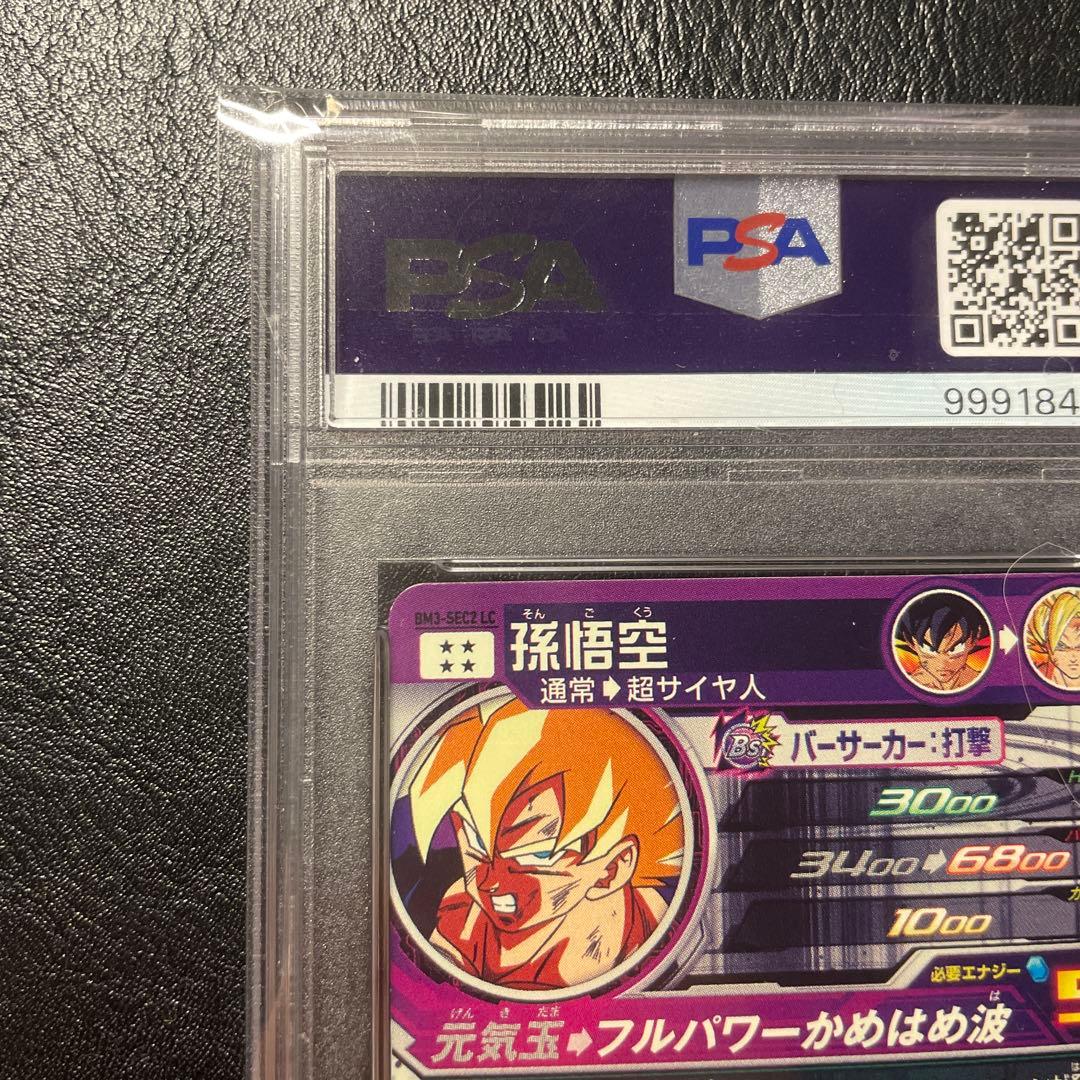 PSA
PSA
999184
BM3-SEC2 LC
そん ご くう
孫悟空
通常➡超サイヤ人
Bs バーサーカー:打撃
3000
3400➡6800
1000
必要エナジー
げん き だま は
元気玉➡フルパワーかめはめ波